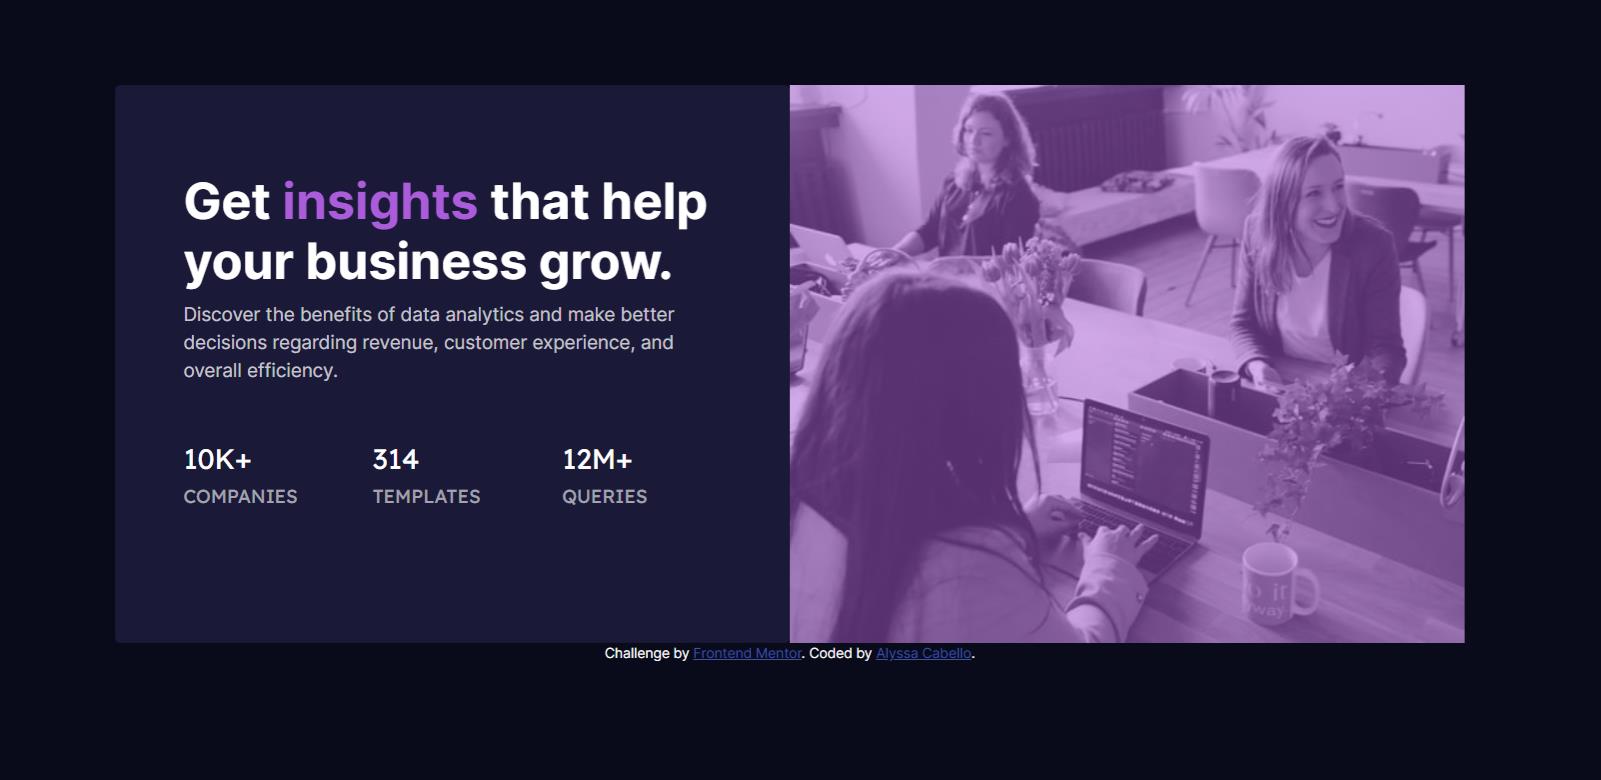 Get insights that help
your business grow.
Discover the benefits of data analytics and make better
decisions regarding revenue, customer experience, and
overall efficiency.
10K+ 314 12M+
COMPANIES TEMPLATES QUERIES
Challenge by Frontend Mentor. Coded by Alyssa Cabello.